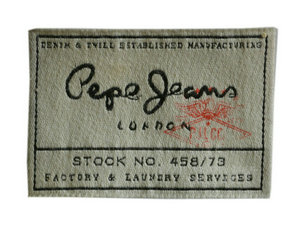 DENIM & TWILL ESTABLISHED MANUFACTURING
Pepe Jeans
LONDON
STOCK NO. 458/73
FACTORY & LAUNDRY SERVICES